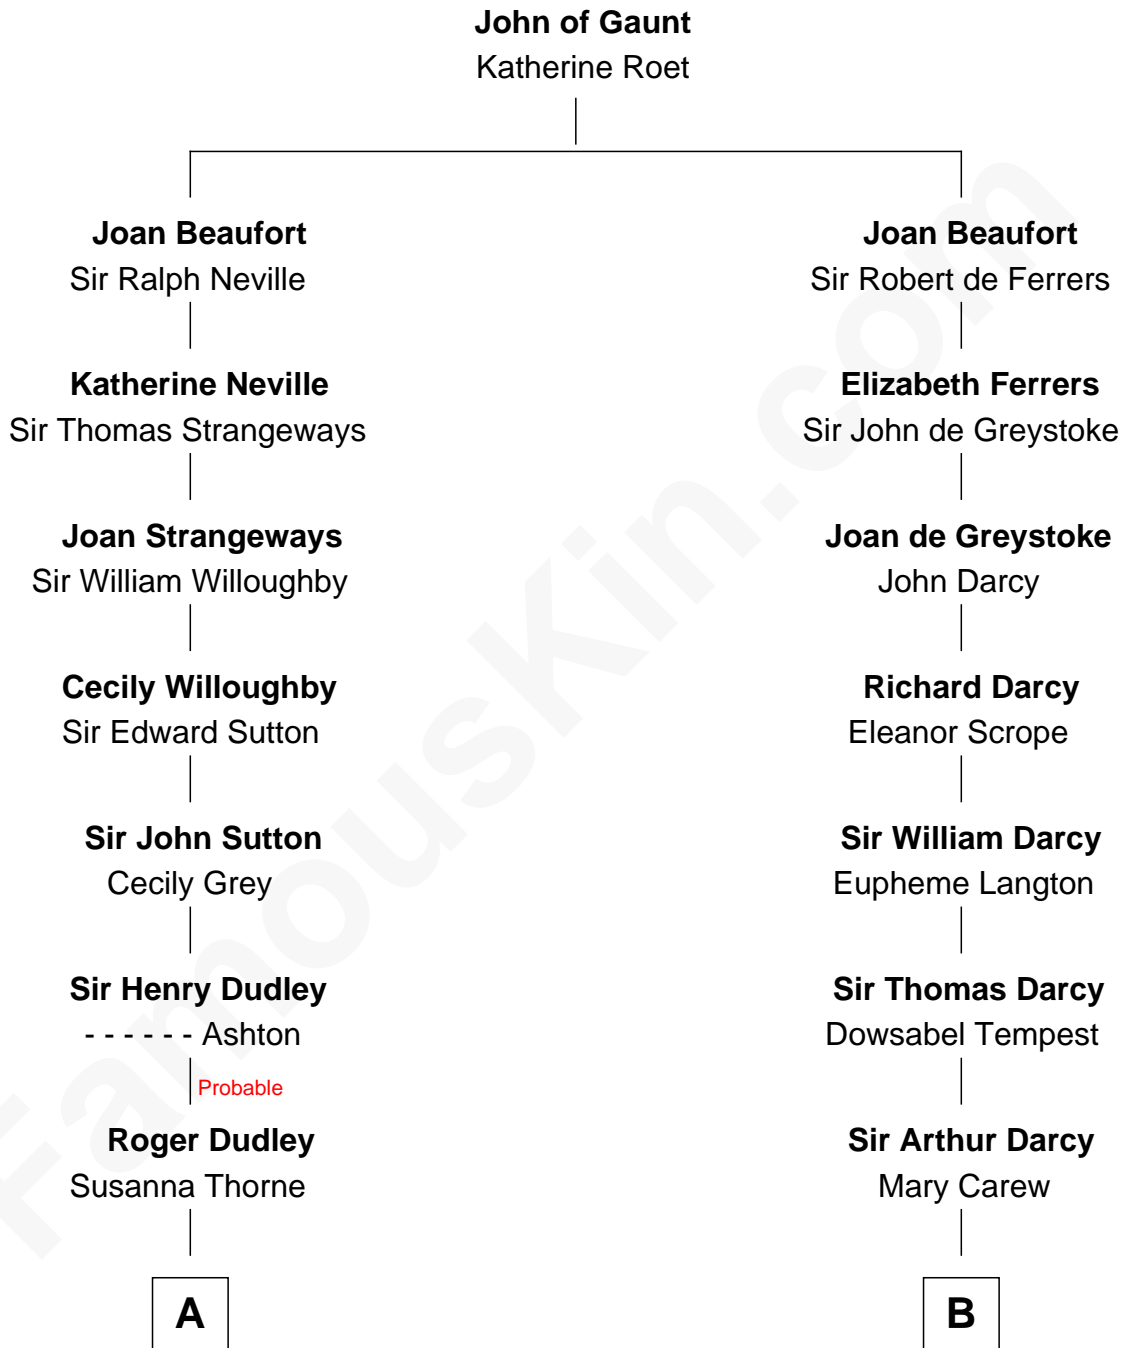 John of Gaunt
Katherine Roet
Joan Beaufort
Sir Ralph Neville
Katherine Neville
Sir Thomas Strangeways
Joan Strangeways
Sir William Willoughby
Cecily Willoughby
Sir Edward Sutton
Sir John Sutton
Cecily Grey
Sir Henry Dudley
- - - - - - Ashton
Probable
Roger Dudley
Susanna Thorne
A
Joan Beaufort
Sir Robert de Ferrers
Elizabeth Ferrers
Sir John de Greystoke
Joan de Greystoke
John Darcy
Richard Darcy
Eleanor Scrope
Sir William Darcy
Eupheme Langton
Sir Thomas Darcy
Dowsabel Tempest
Sir Arthur Darcy
Mary Carew
B
FamousKin.com